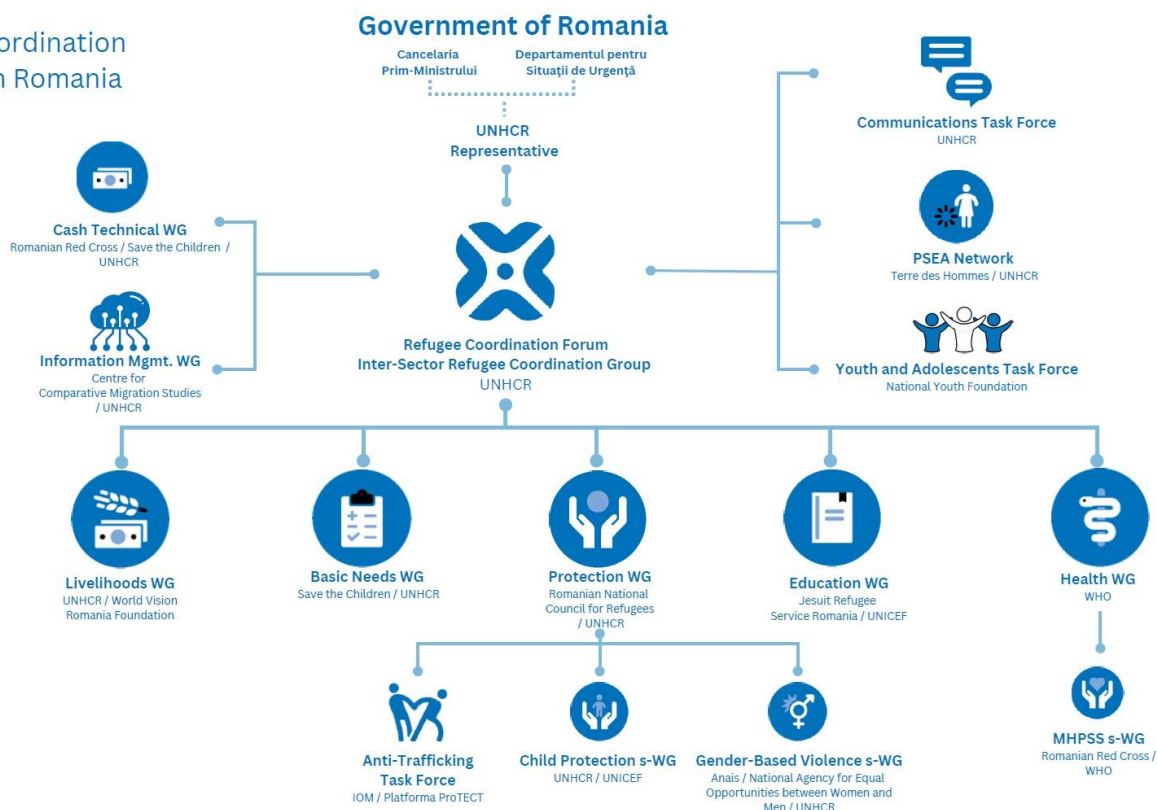 ordination
n Romania
Government of Romania
Cancelaria
Prim-Ministrului
Departamentul pentru
Situații de Urgență
UNHCR
Representative
Communications Task Force
UNHCR
Cash Technical WG
Romanian Red Cross / Save the Children /
UNHCR
PSEA Network
Terre des Hommes / UNHCR
Information Mgmt. WG
Centre for
Comparative Migration Studies
/ UNHCR
Refugee Coordination Forum
Inter-Sector Refugee Coordination Group
UNHCR
Youth and Adolescents Task Force
National Youth Foundation
Livelihoods WG
UNHCR / World Vision
Romania Foundation
Basic Needs WG
Save the Children / UNHCR
Protection WG
Romanian National
Council for Refugees
/ UNHCR
Education WG
Jesuit Refugee
Service Romania / UNICEF
Health WG
WHO
Anti-Trafficking
Task Force
IOM / Platforma ProTECT
Child Protection s-WG
UNHCR / UNICEF
Gender-Based Violence s-WG
Anais / National Agency for Equal
Opportunities between Women and
Men / UNHCR
MHPSS s-WG
Romanian Red Cross /
WHO